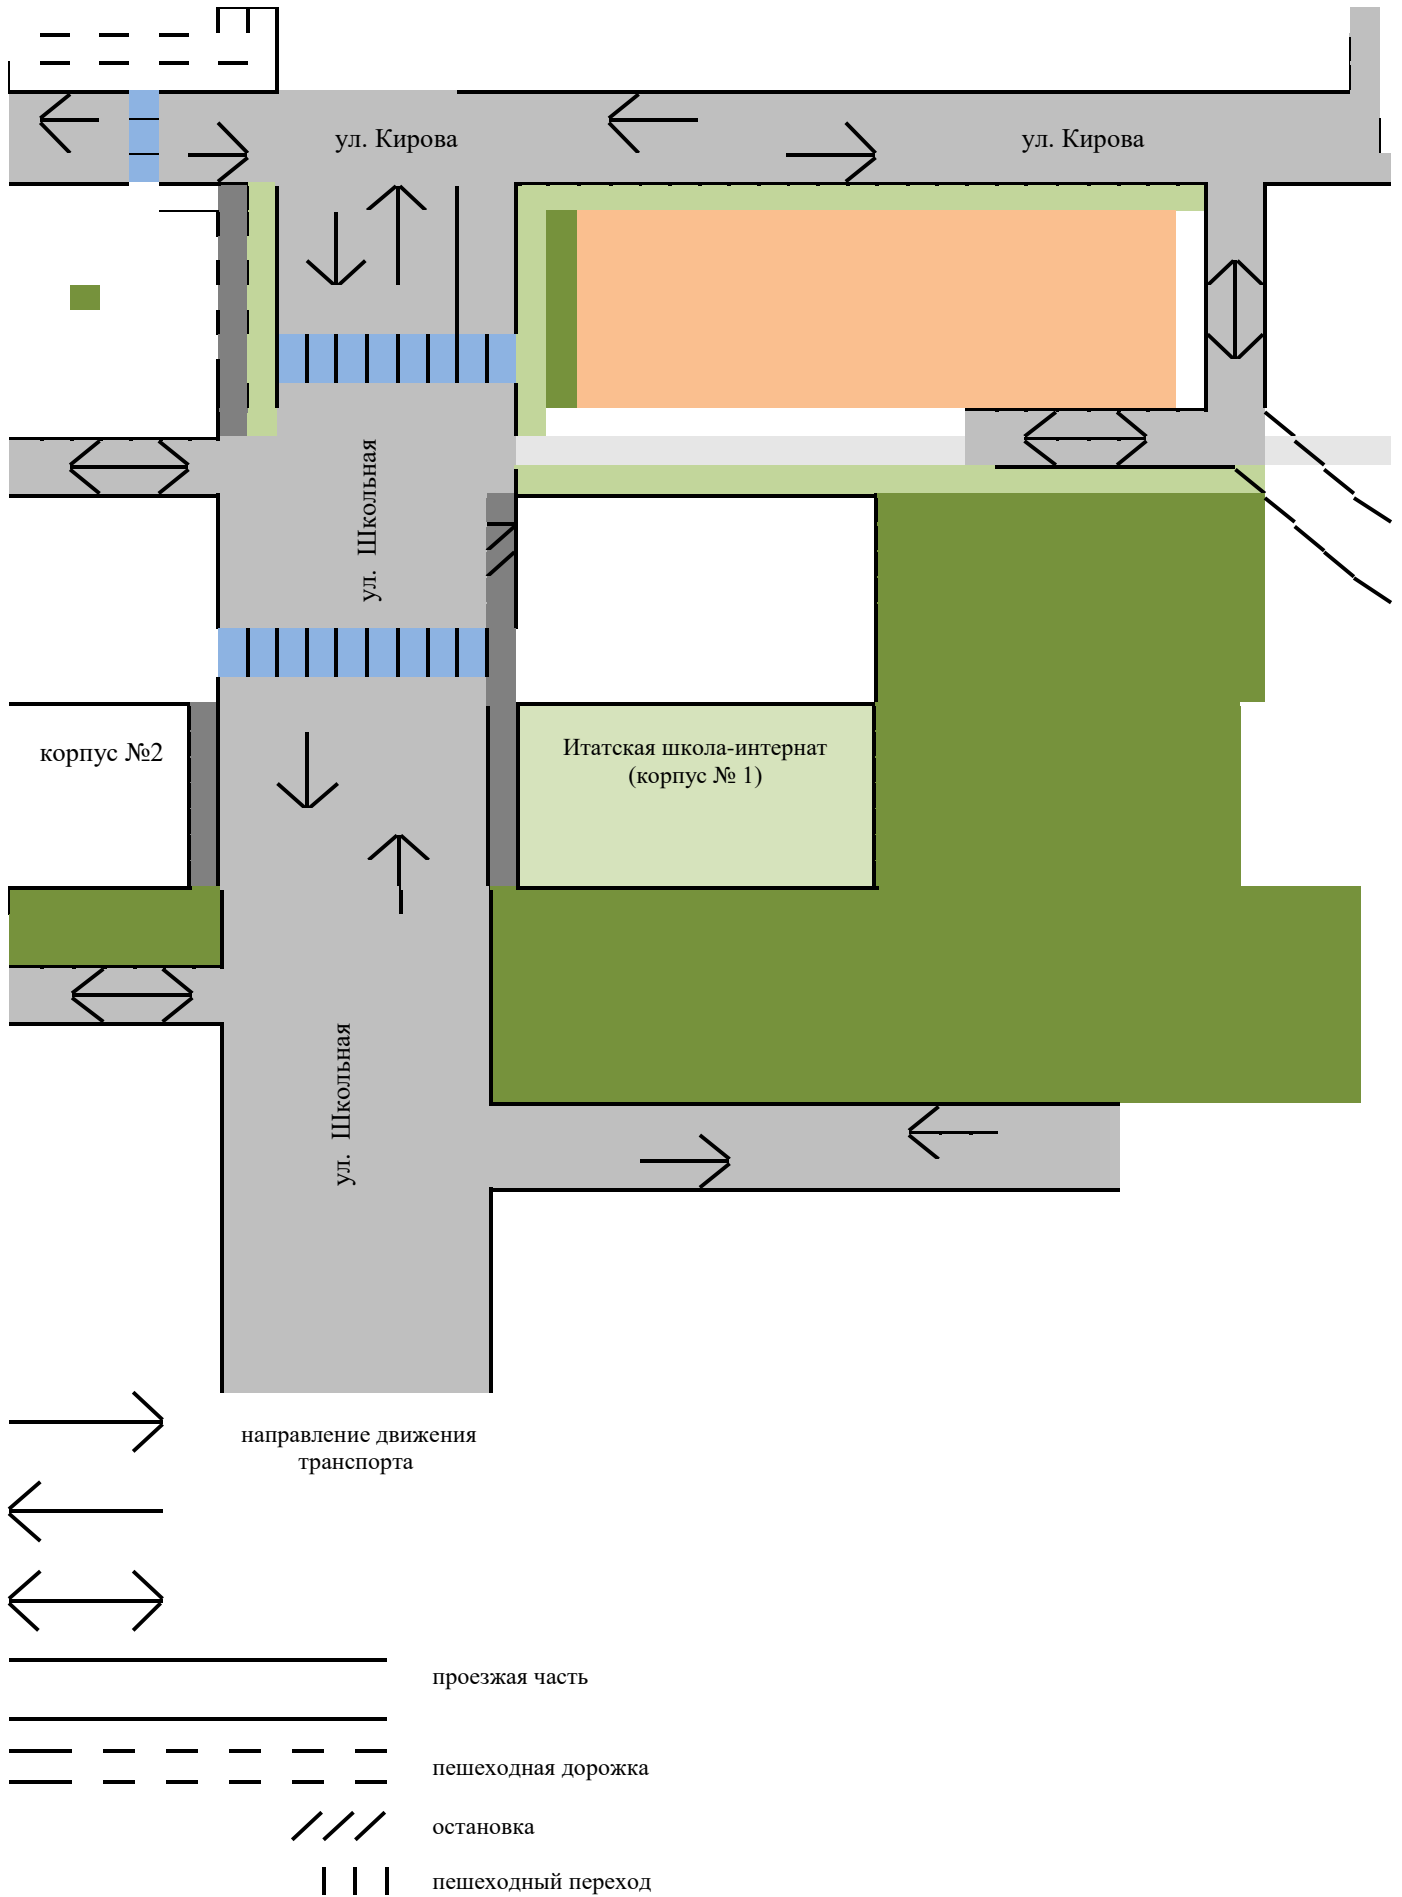 ул. Кирова
ул. Кирова
ул. Школьная
корпус №2
Итатская школа-интернат
(корпус № 1)
ул. Школьная
направление движения
транспорта
проезжая часть
пешеходная дорожка
остановка
пешеходный переход